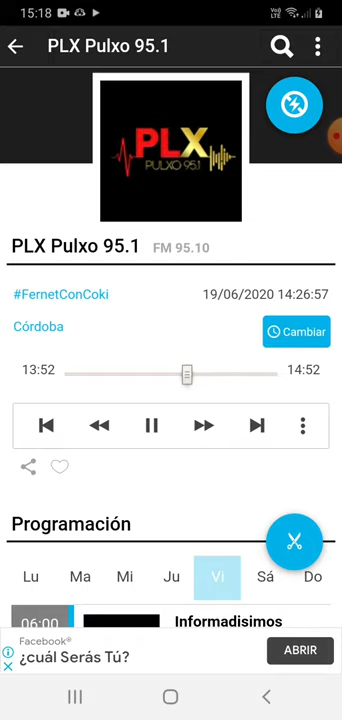 15:18
Vo)) LTE
PLX Pulxo 95.1
PLX
PULXO 95.1
PLX Pulxo 95.1 FM 95.10
#FernetConCoki 19/06/2020 14:26:57
Córdoba Cambiar
13:52 14:52
Programación
Lu Ma Mi Ju Vi Sá Do
06:00 Informadisimos
Facebook®
¿cuál Serás Tú?
ABRIR